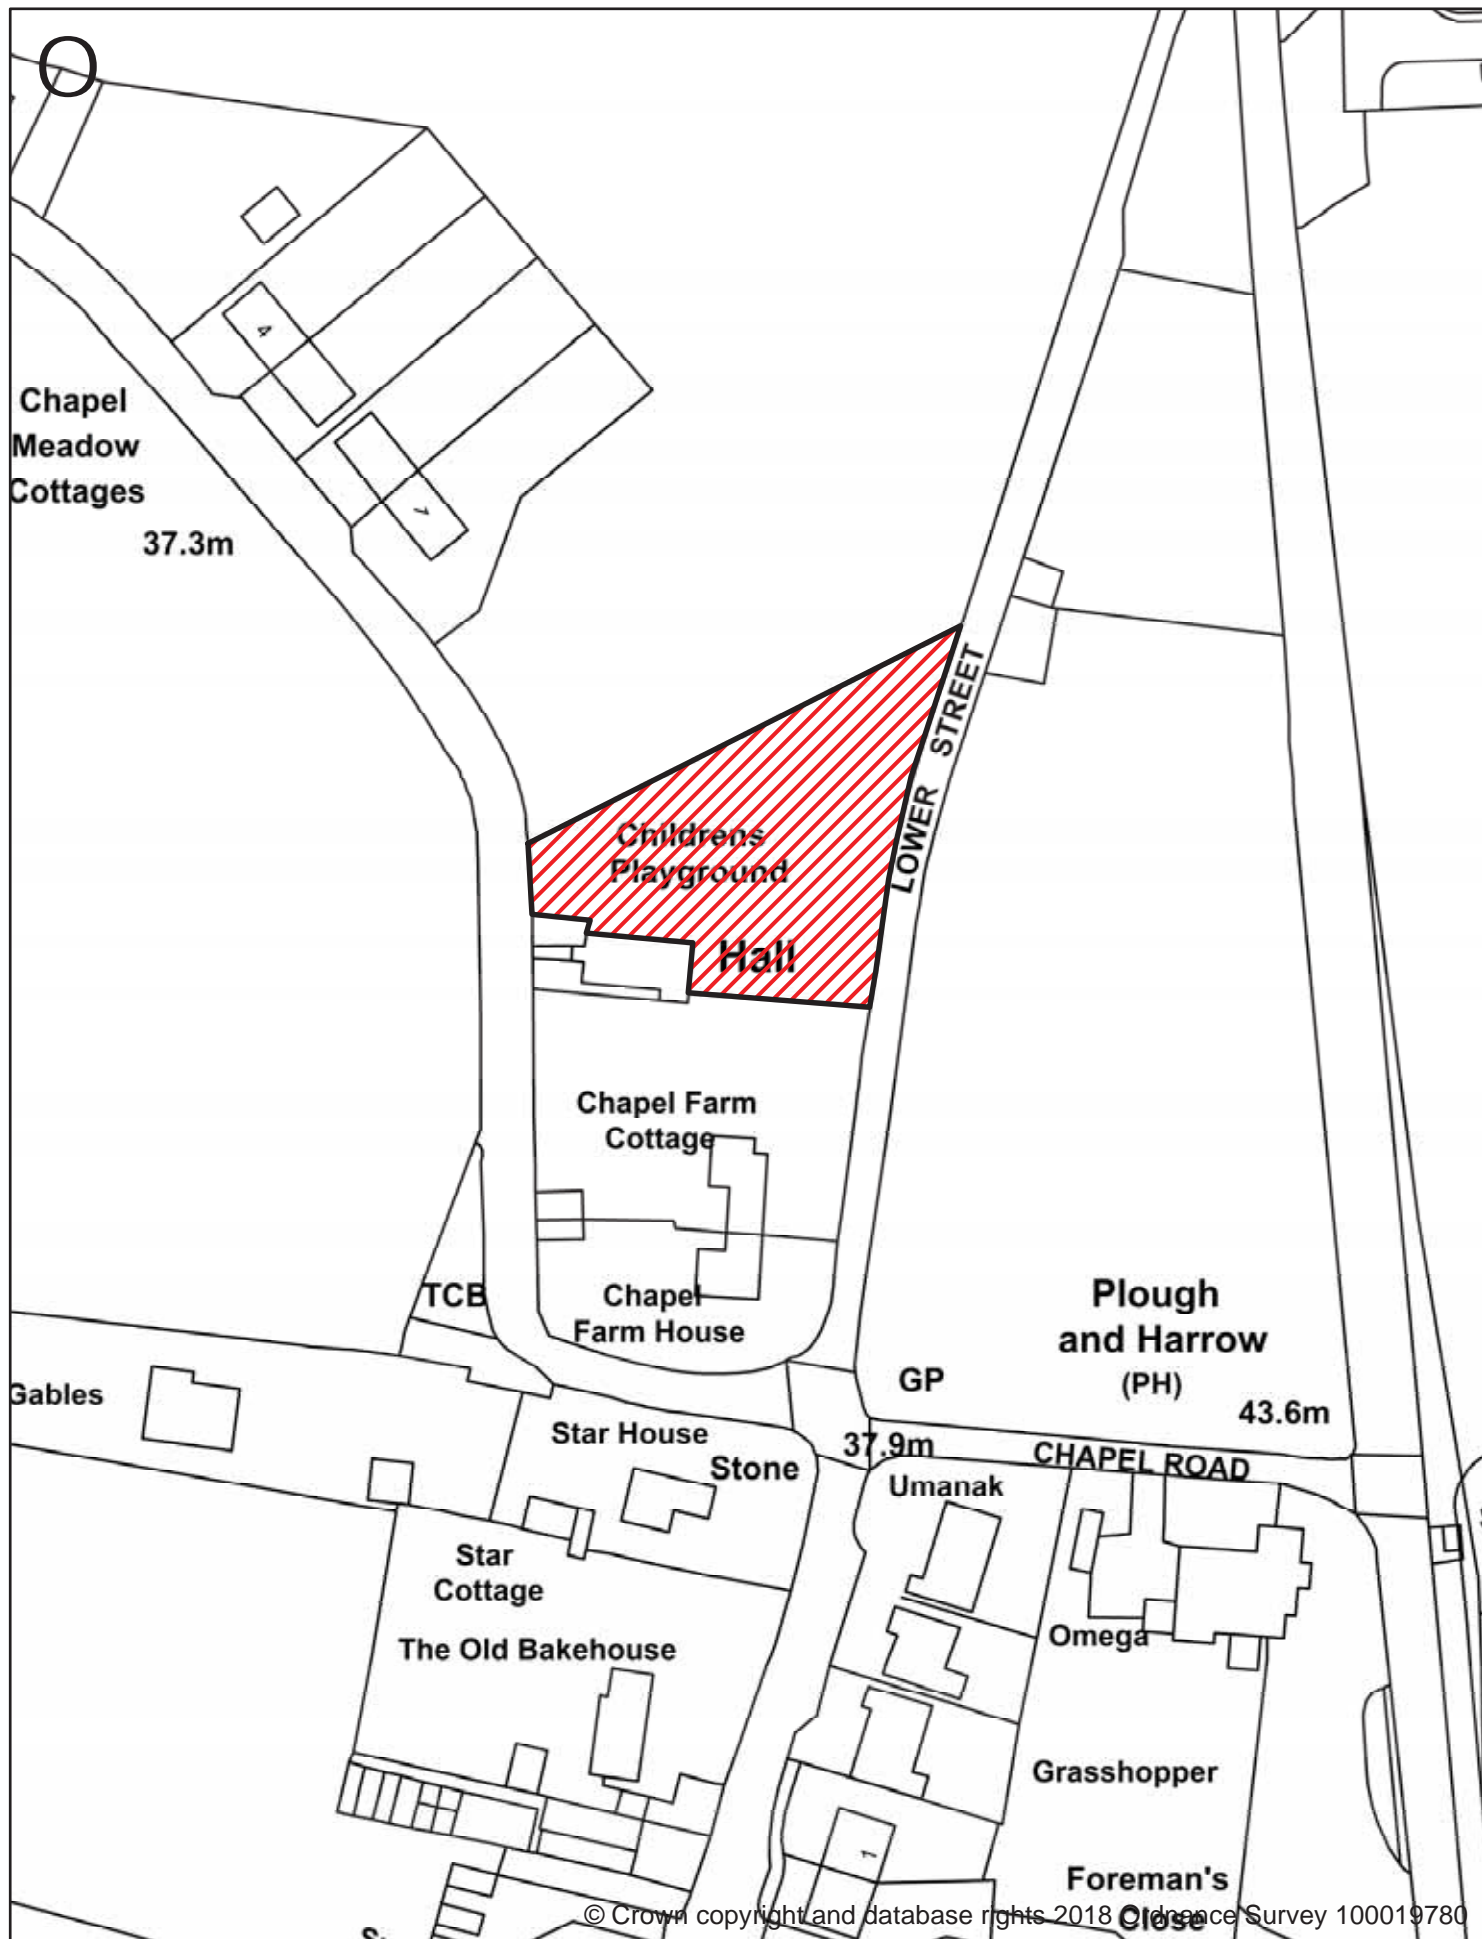 O
4
Chapel
Meadow
Cottages
37.3m
1
LOWER STREET
Childrens
Playground
Hall
Chapel Farm
Cottage
TCB
Chapel
Farm House
Plough
and Harrow
(PH)
GP
43.6m
Gables
Star House
Stone
37.9m
CHAPEL ROAD
Umanak
Star
Cottage
Omega
The Old Bakehouse
Grasshopper
1
Foreman's
Close
© Crown copyright and database rights 2018 Ordnance Survey 100019780